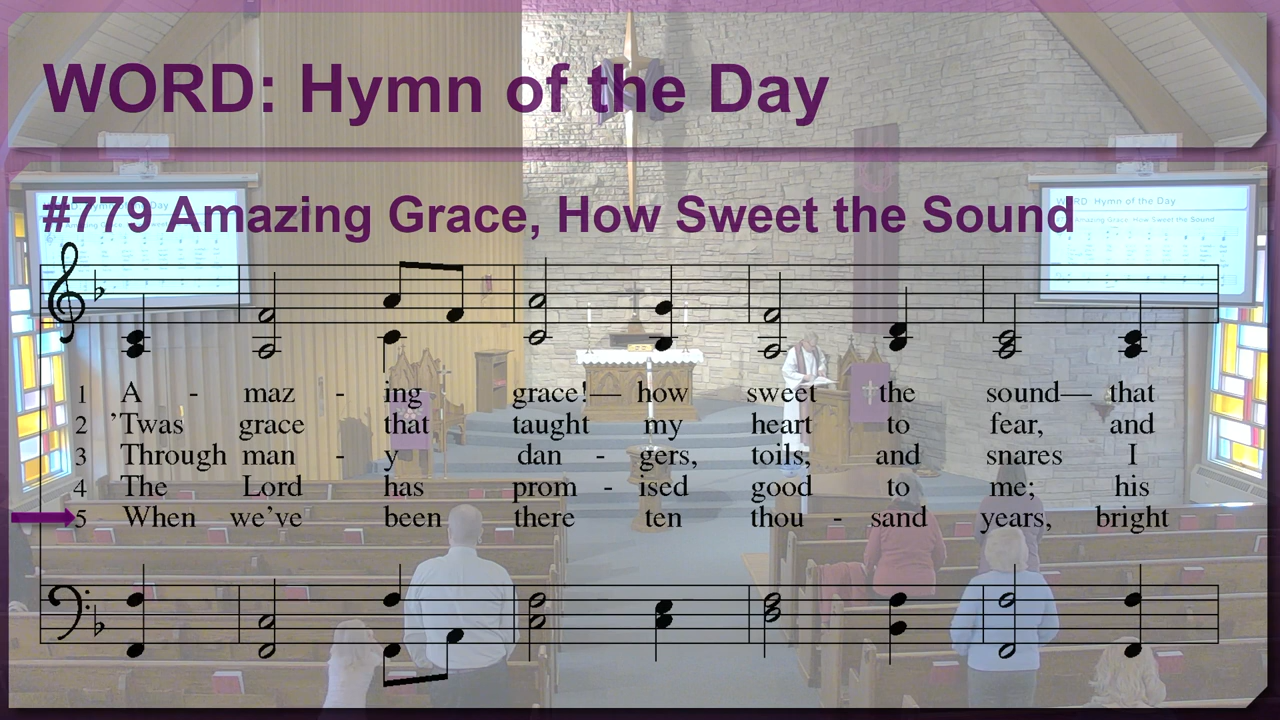 WORD: Hymn of the Day
#779 Amazing Grace, How Sweet the Sound
1 A - maz - ing grace!— how sweet the sound— that
2 ’Twas grace that taught my heart to fear, and
3 Through man - y dan - gers, toils, and snares I
4 The Lord has prom - ised good to me; his
5 When we’ve been there ten thou - sand years, bright